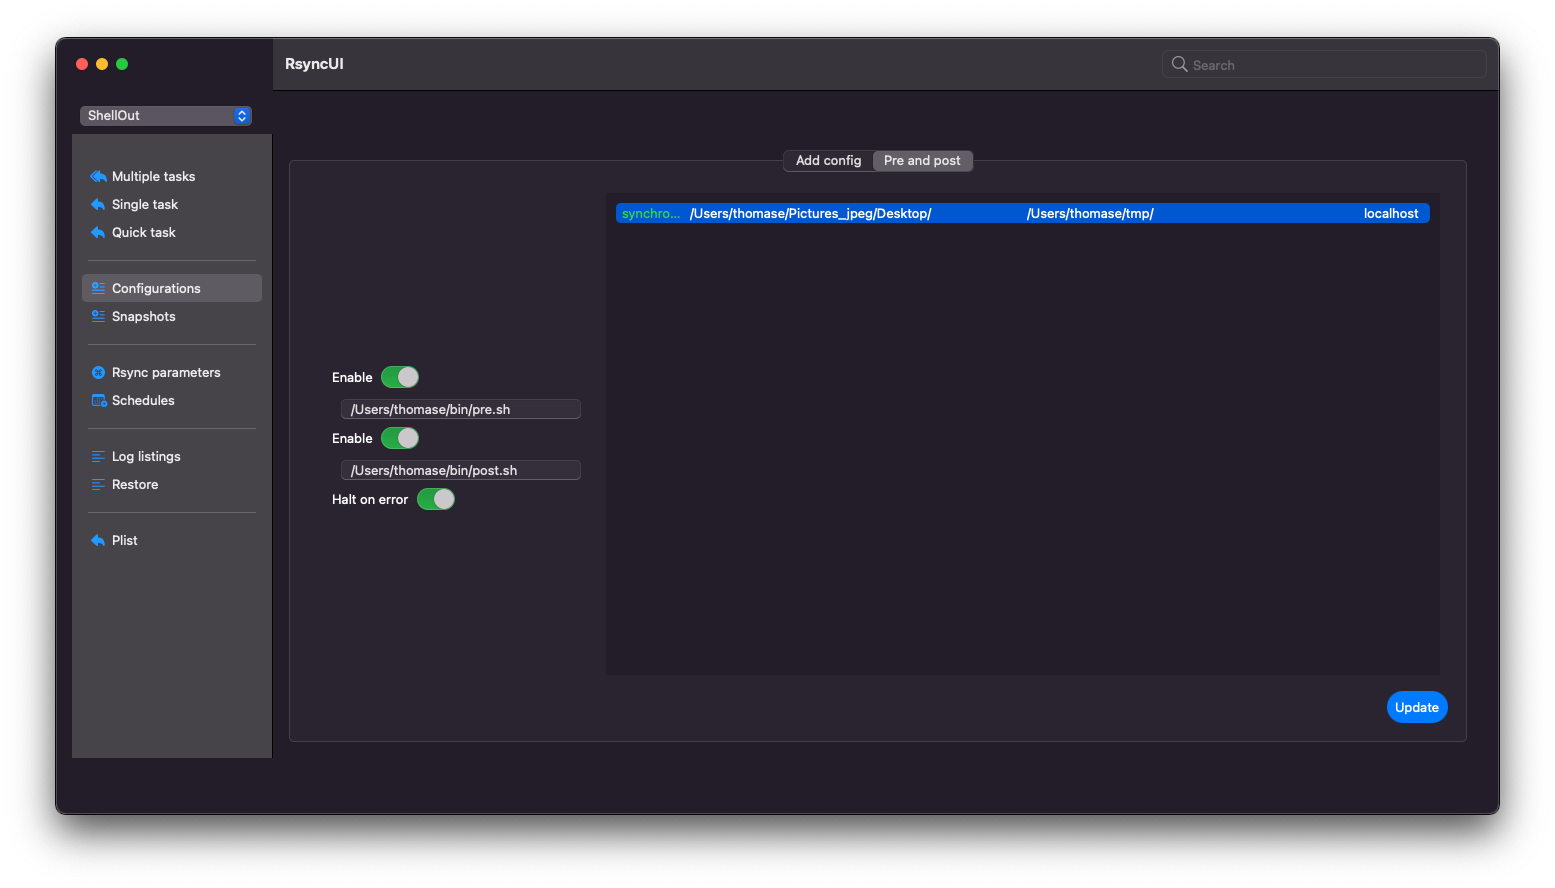 RsyncUI
Search
ShellOut
Multiple tasks
Single task
Quick task
Configurations
Snapshots
Rsync parameters
Schedules
Log listings
Restore
Plist
Add config
Pre and post
synchro... /Users/thomase/Pictures_jpeg/Desktop/ /Users/thomase/tmp/ localhost
Enable
/Users/thomase/bin/pre.sh
Enable
/Users/thomase/bin/post.sh
Halt on error
Update